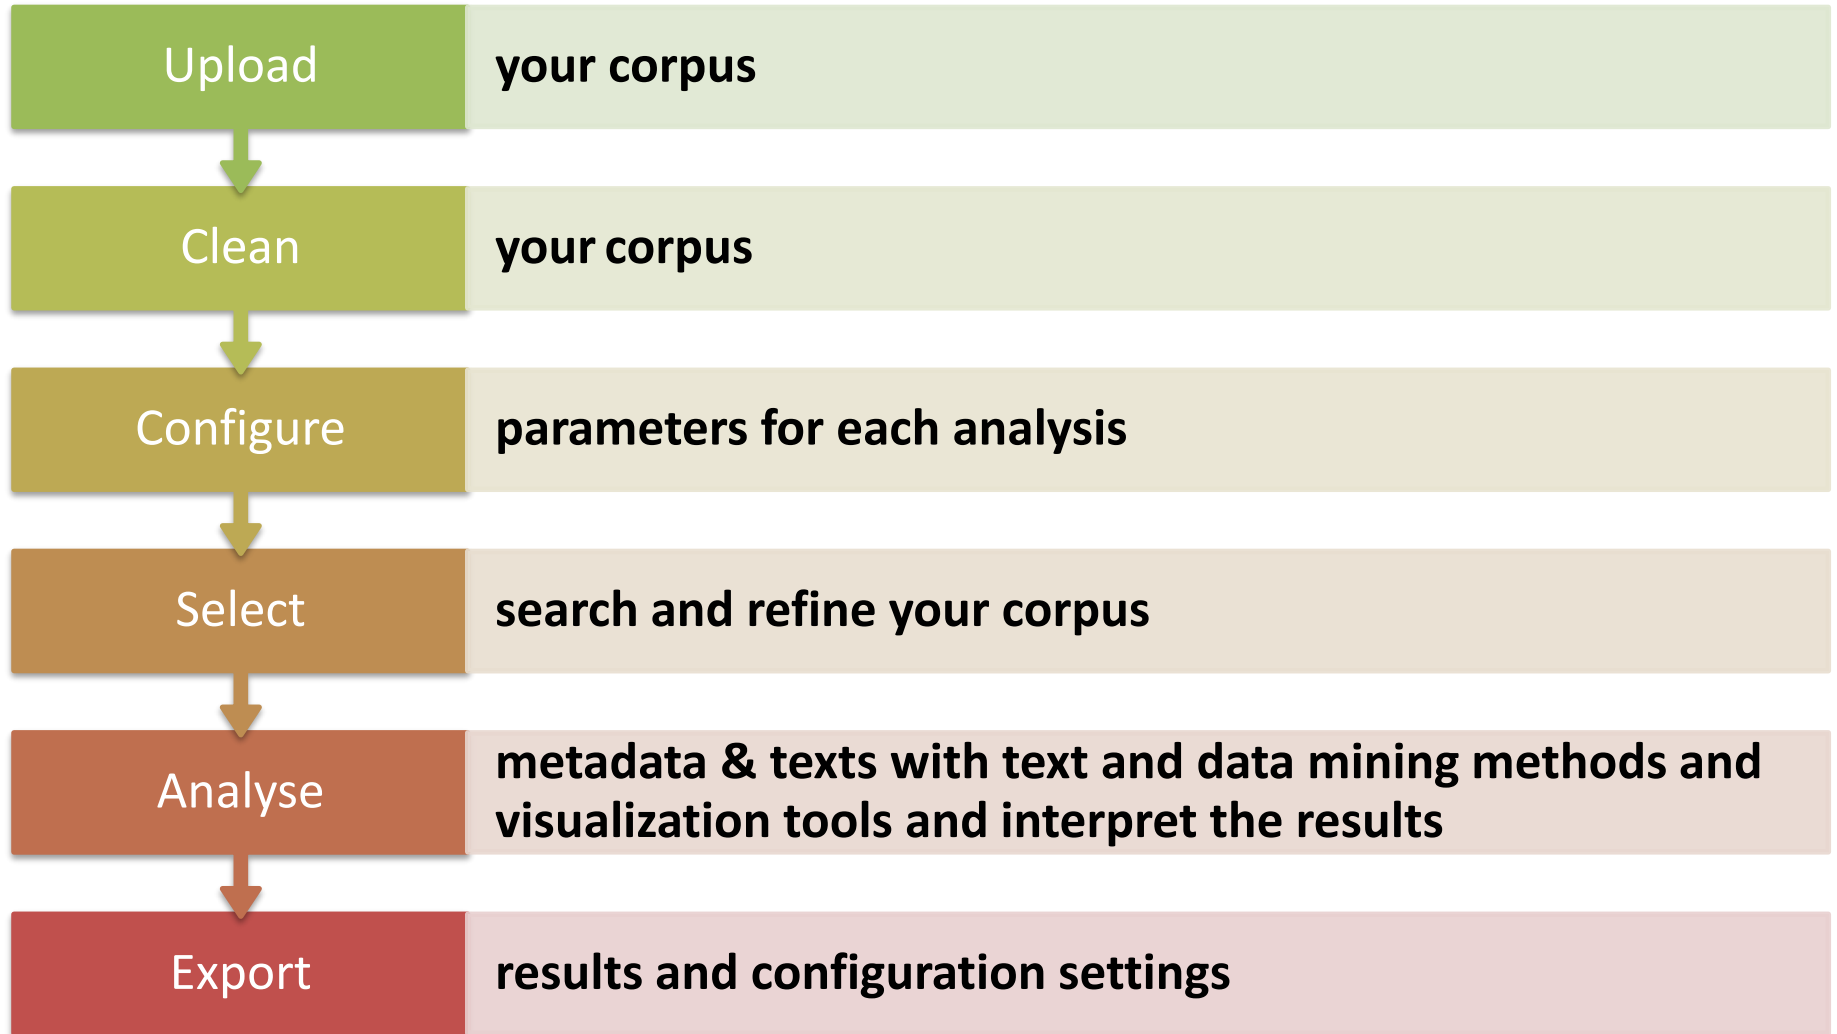 Upload
your corpus
Clean
your corpus
Configure
parameters for each analysis
Select
search and refine your corpus
Analyse
metadata & texts with text and data mining methods and
visualization tools and interpret the results
Export
results and configuration settings